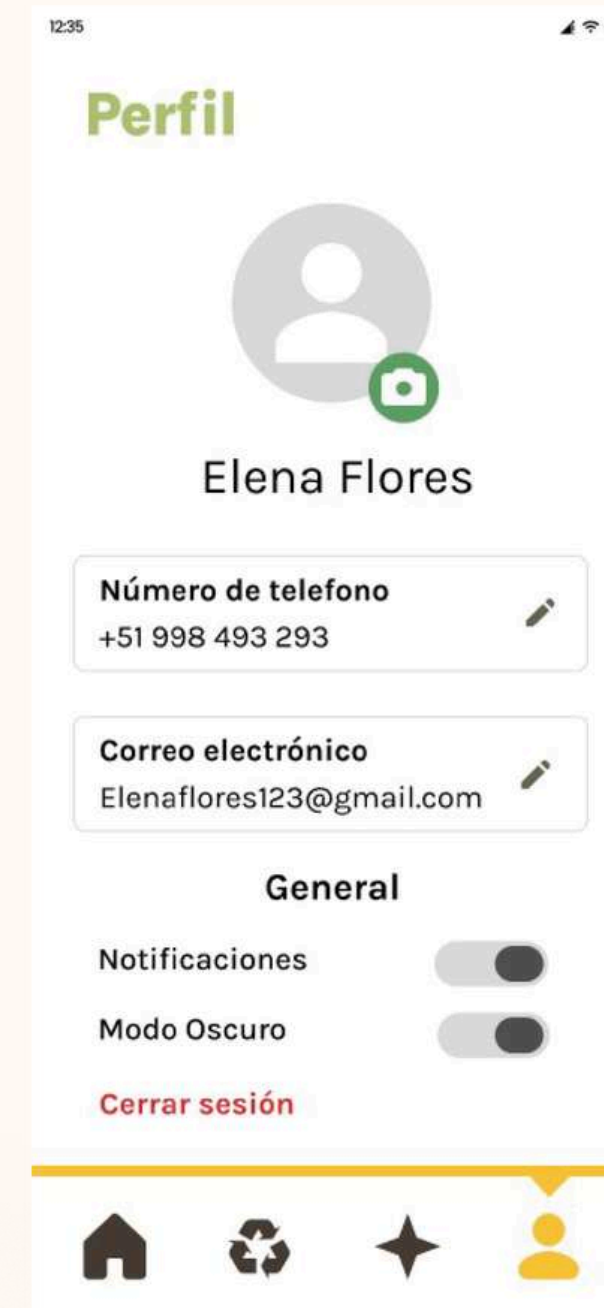 12:35
Perfil
Elena Flores
Número de telefono
+51 998 493 293
Correo electrónico
Elenaflores123@gmail.com
General
Notificaciones
Modo Oscuro
Cerrar sesión